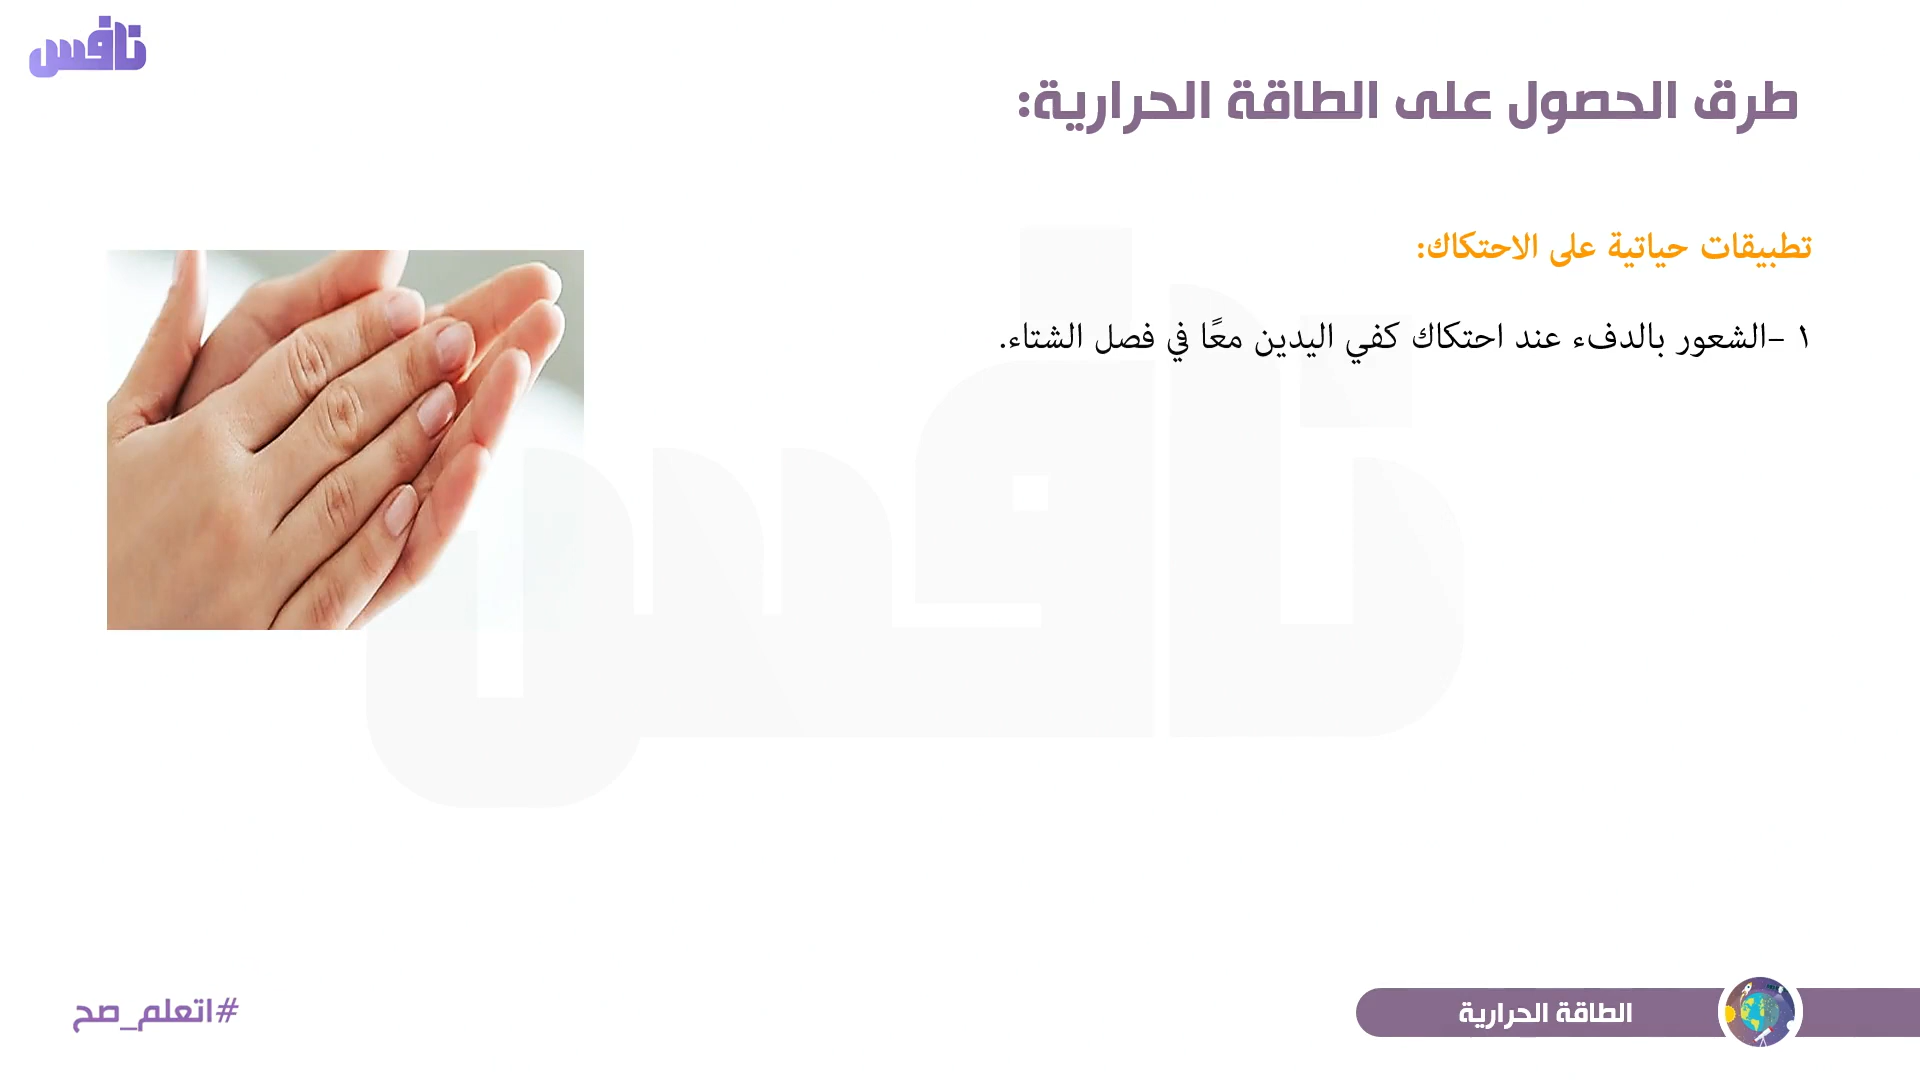 نافس
طرق الحصول على الطاقة الحرارية:
تطبيقات حياتية على الاحتكاك:
١ -الشعور بالدفء عند احتكاك كفي اليدين معًا في فصل الشتاء.
نافس
الطاقة الحرارية
#اتعلم_صح